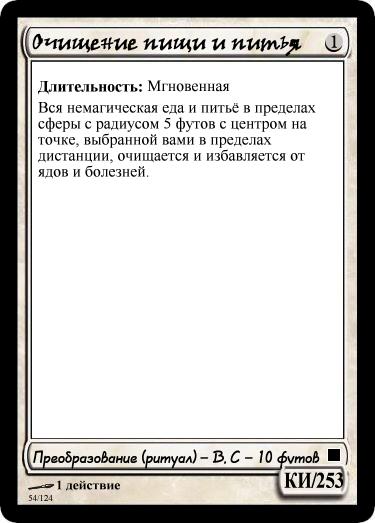 Очищение пищи и питья 1
Длительность: Мгновенная
Вся немагическая еда и питьё в пределах
сферы с радиусом 5 футов с центром на
точке, выбранной вами в пределах
дистанции, очищается и избавляется от
ядов и болезней.
Преобразование (ритуал) – В, С – 10 футов
КИ/253
1 действие
54/124